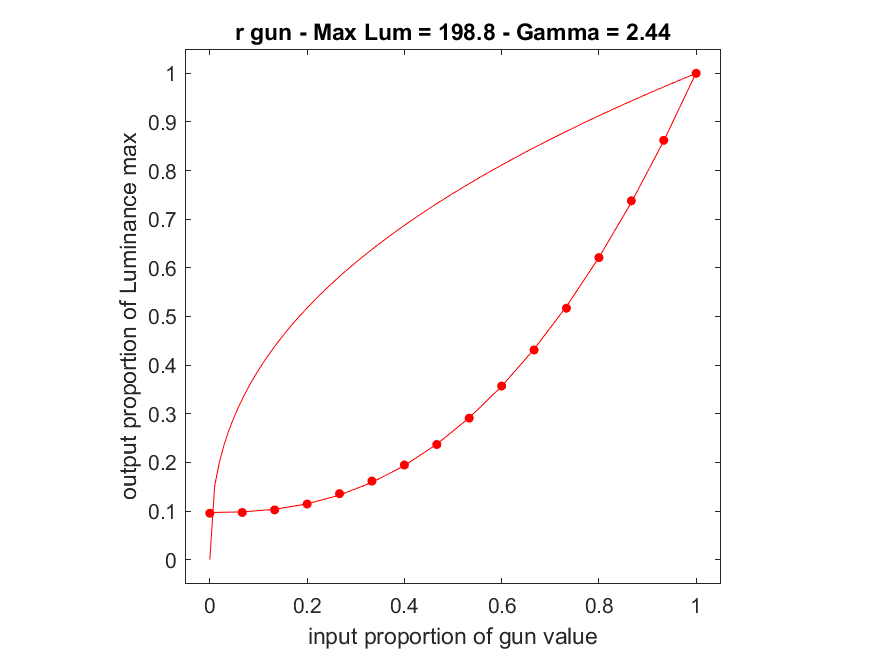 r gun - Max Lum = 198.8 - Gamma = 2.44
1
0.9
0.8
0.7
0.6
0.5
0.4
0.3
0.2
0.1
0
output proportion of Luminance max
0 0.2 0.4 0.6 0.8 1
input proportion of gun value